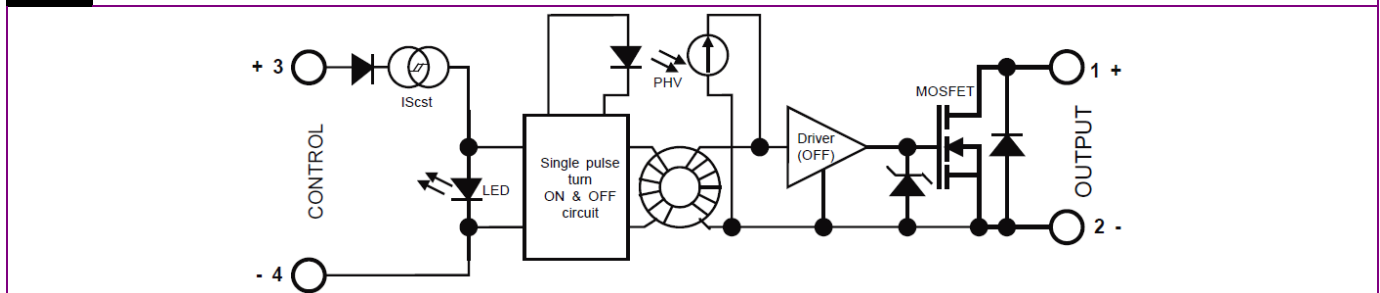 + 3
IScst
CONTROL
LED
- 4
PHV
Single pulse
turn
ON & OFF
circuit
Driver
(OFF)
MOSFET
1 +
OUTPUT
2 -